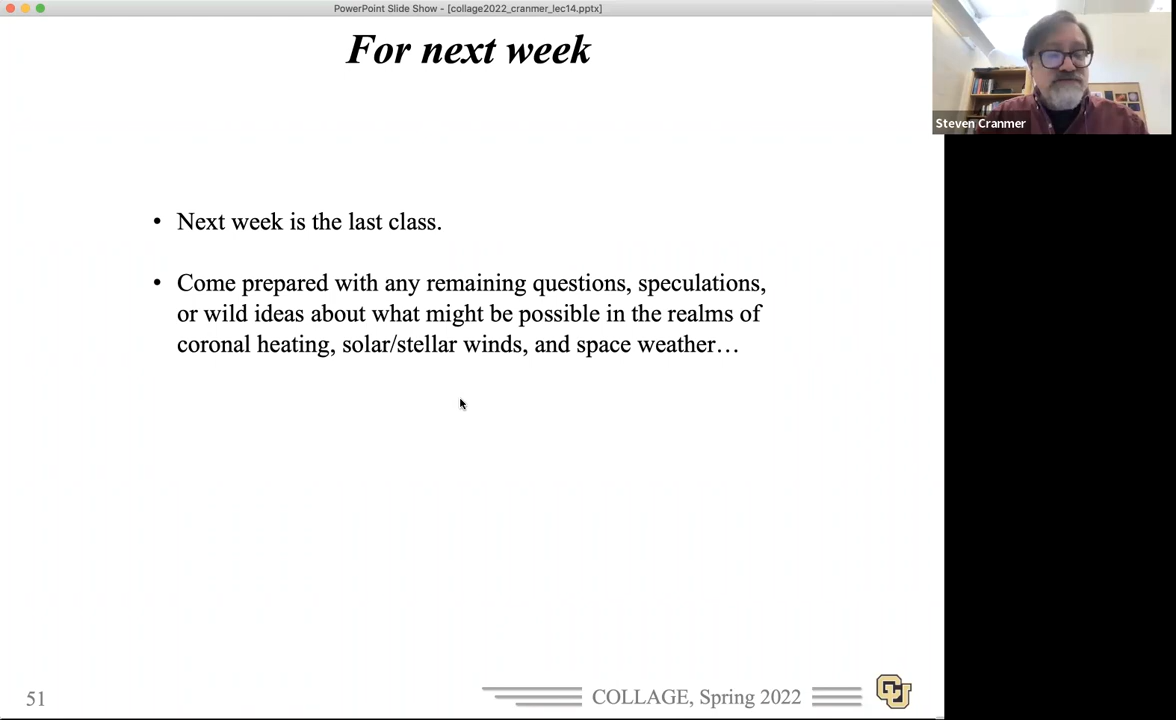 PowerPoint Slide Show - [collage2022_cranmer_lec14.pptx]
For next week
Steven Cranmer
• Next week is the last class.
• Come prepared with any remaining questions, speculations,
or wild ideas about what might be possible in the realms of
coronal heating, solar/stellar winds, and space weather…
51
COLLAGE, Spring 2022
CU